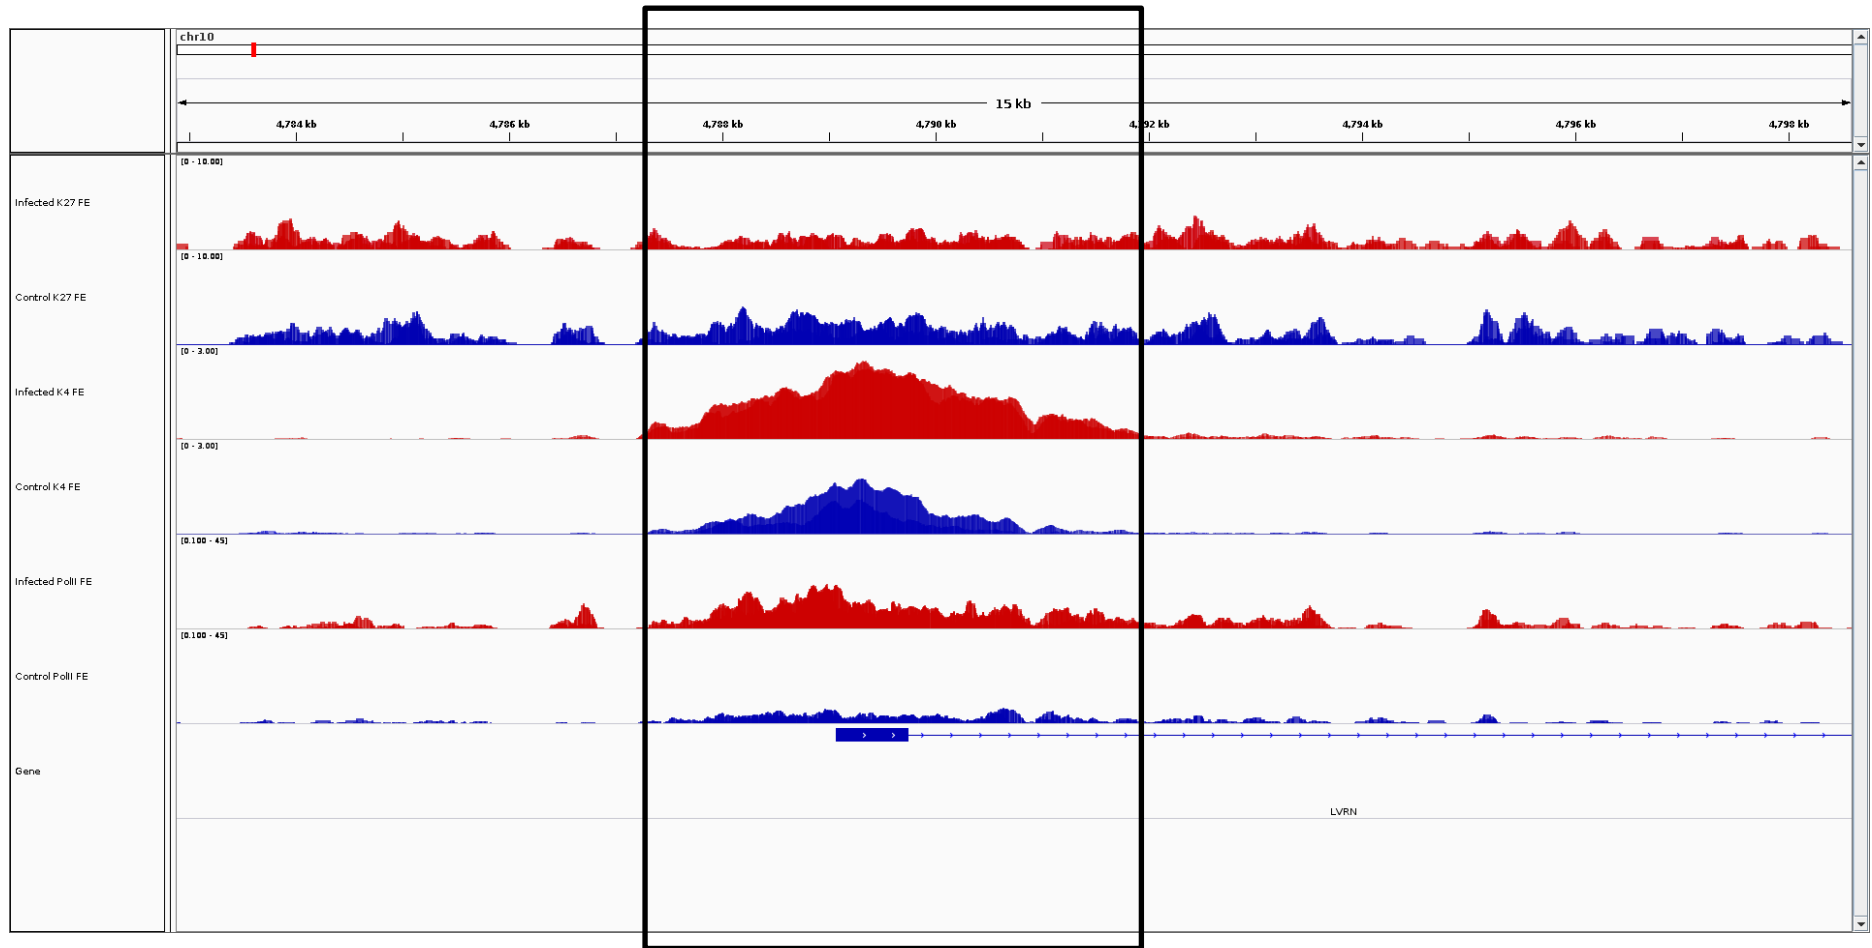 chr10
15 kb
4,784 kb 4,786 kb 4,788 kb 4,790 kb 4,794 kb 4,796 kb 4,798 kb
[0 - 10.00]
Infected K27 FE
[0 - 10.00]
Control K27 FE
[0 - 3.00]
Infected K4 FE
[0 - 3.00]
Control K4 FE
[0.100 - 45]
Infected PolII FE
[0.100 - 45]
Control PolII FE
Gene
LVRN